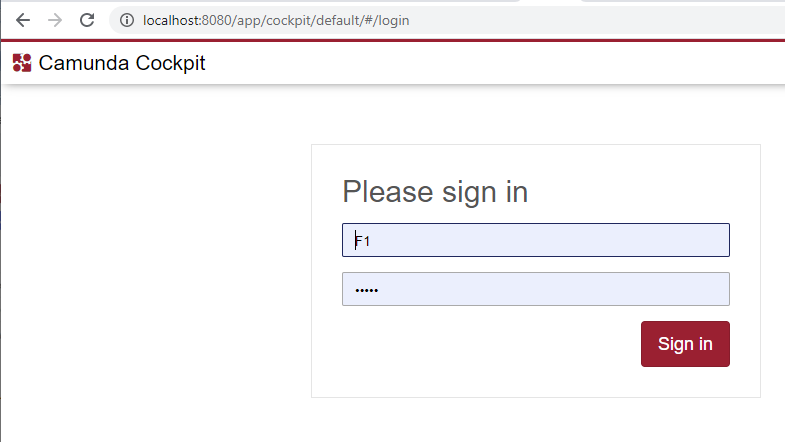 localhost:8080/app/cockpit/default/#/login
Camunda Cockpit
Please sign in
F1
•••••
Sign in